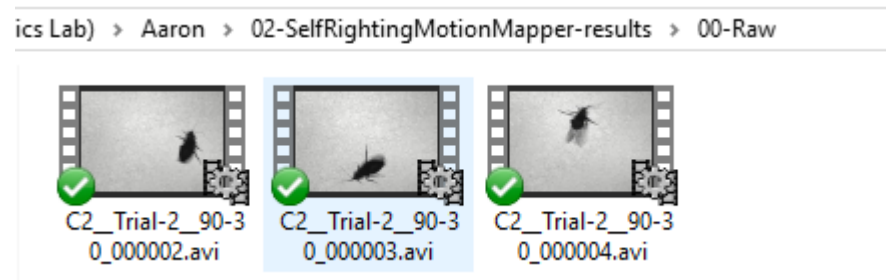 ics Lab) > Aaron > 02-SelfRightingMotionMapper-results > 00-Raw
C2__Trial-2__90-3
0_000002.avi
C2__Trial-2__90-3
0_000003.avi
C2__Trial-2__90-3
0_000004.avi